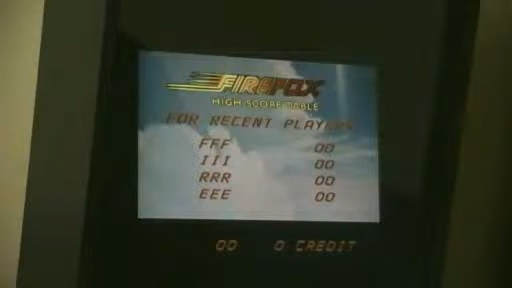 FIREFOX
HIGH SCORE TABLE
FOR RECENT PLAYERS
FFF 00
III 00
RRR 00
EEE 00
00 0 CREDIT